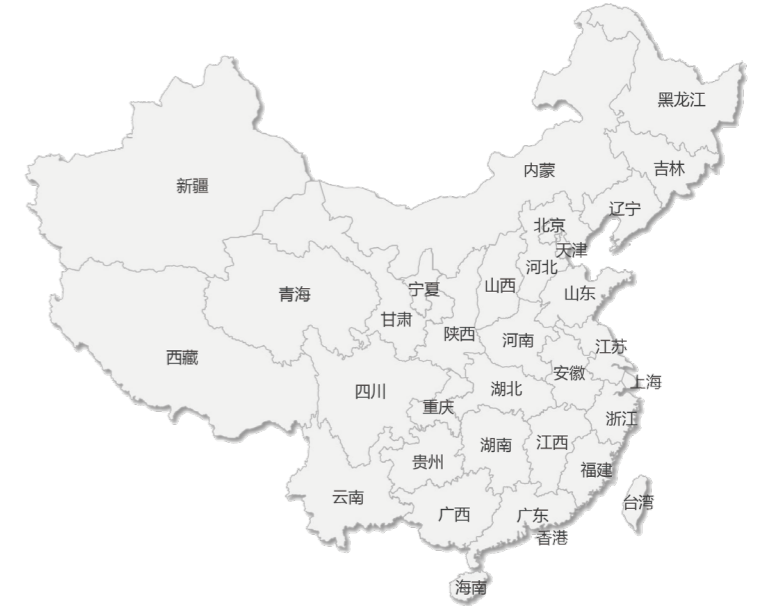 黑龙江
吉林
内蒙
新疆
辽宁
北京
天津
河北
山西
宁夏
青海
山东
甘肃
陕西
河南
江苏
西藏
安徽
上海
四川
湖北
重庆
浙江
湖南
江西
贵州
福建
云南
台湾
广西
广东
香港
海南